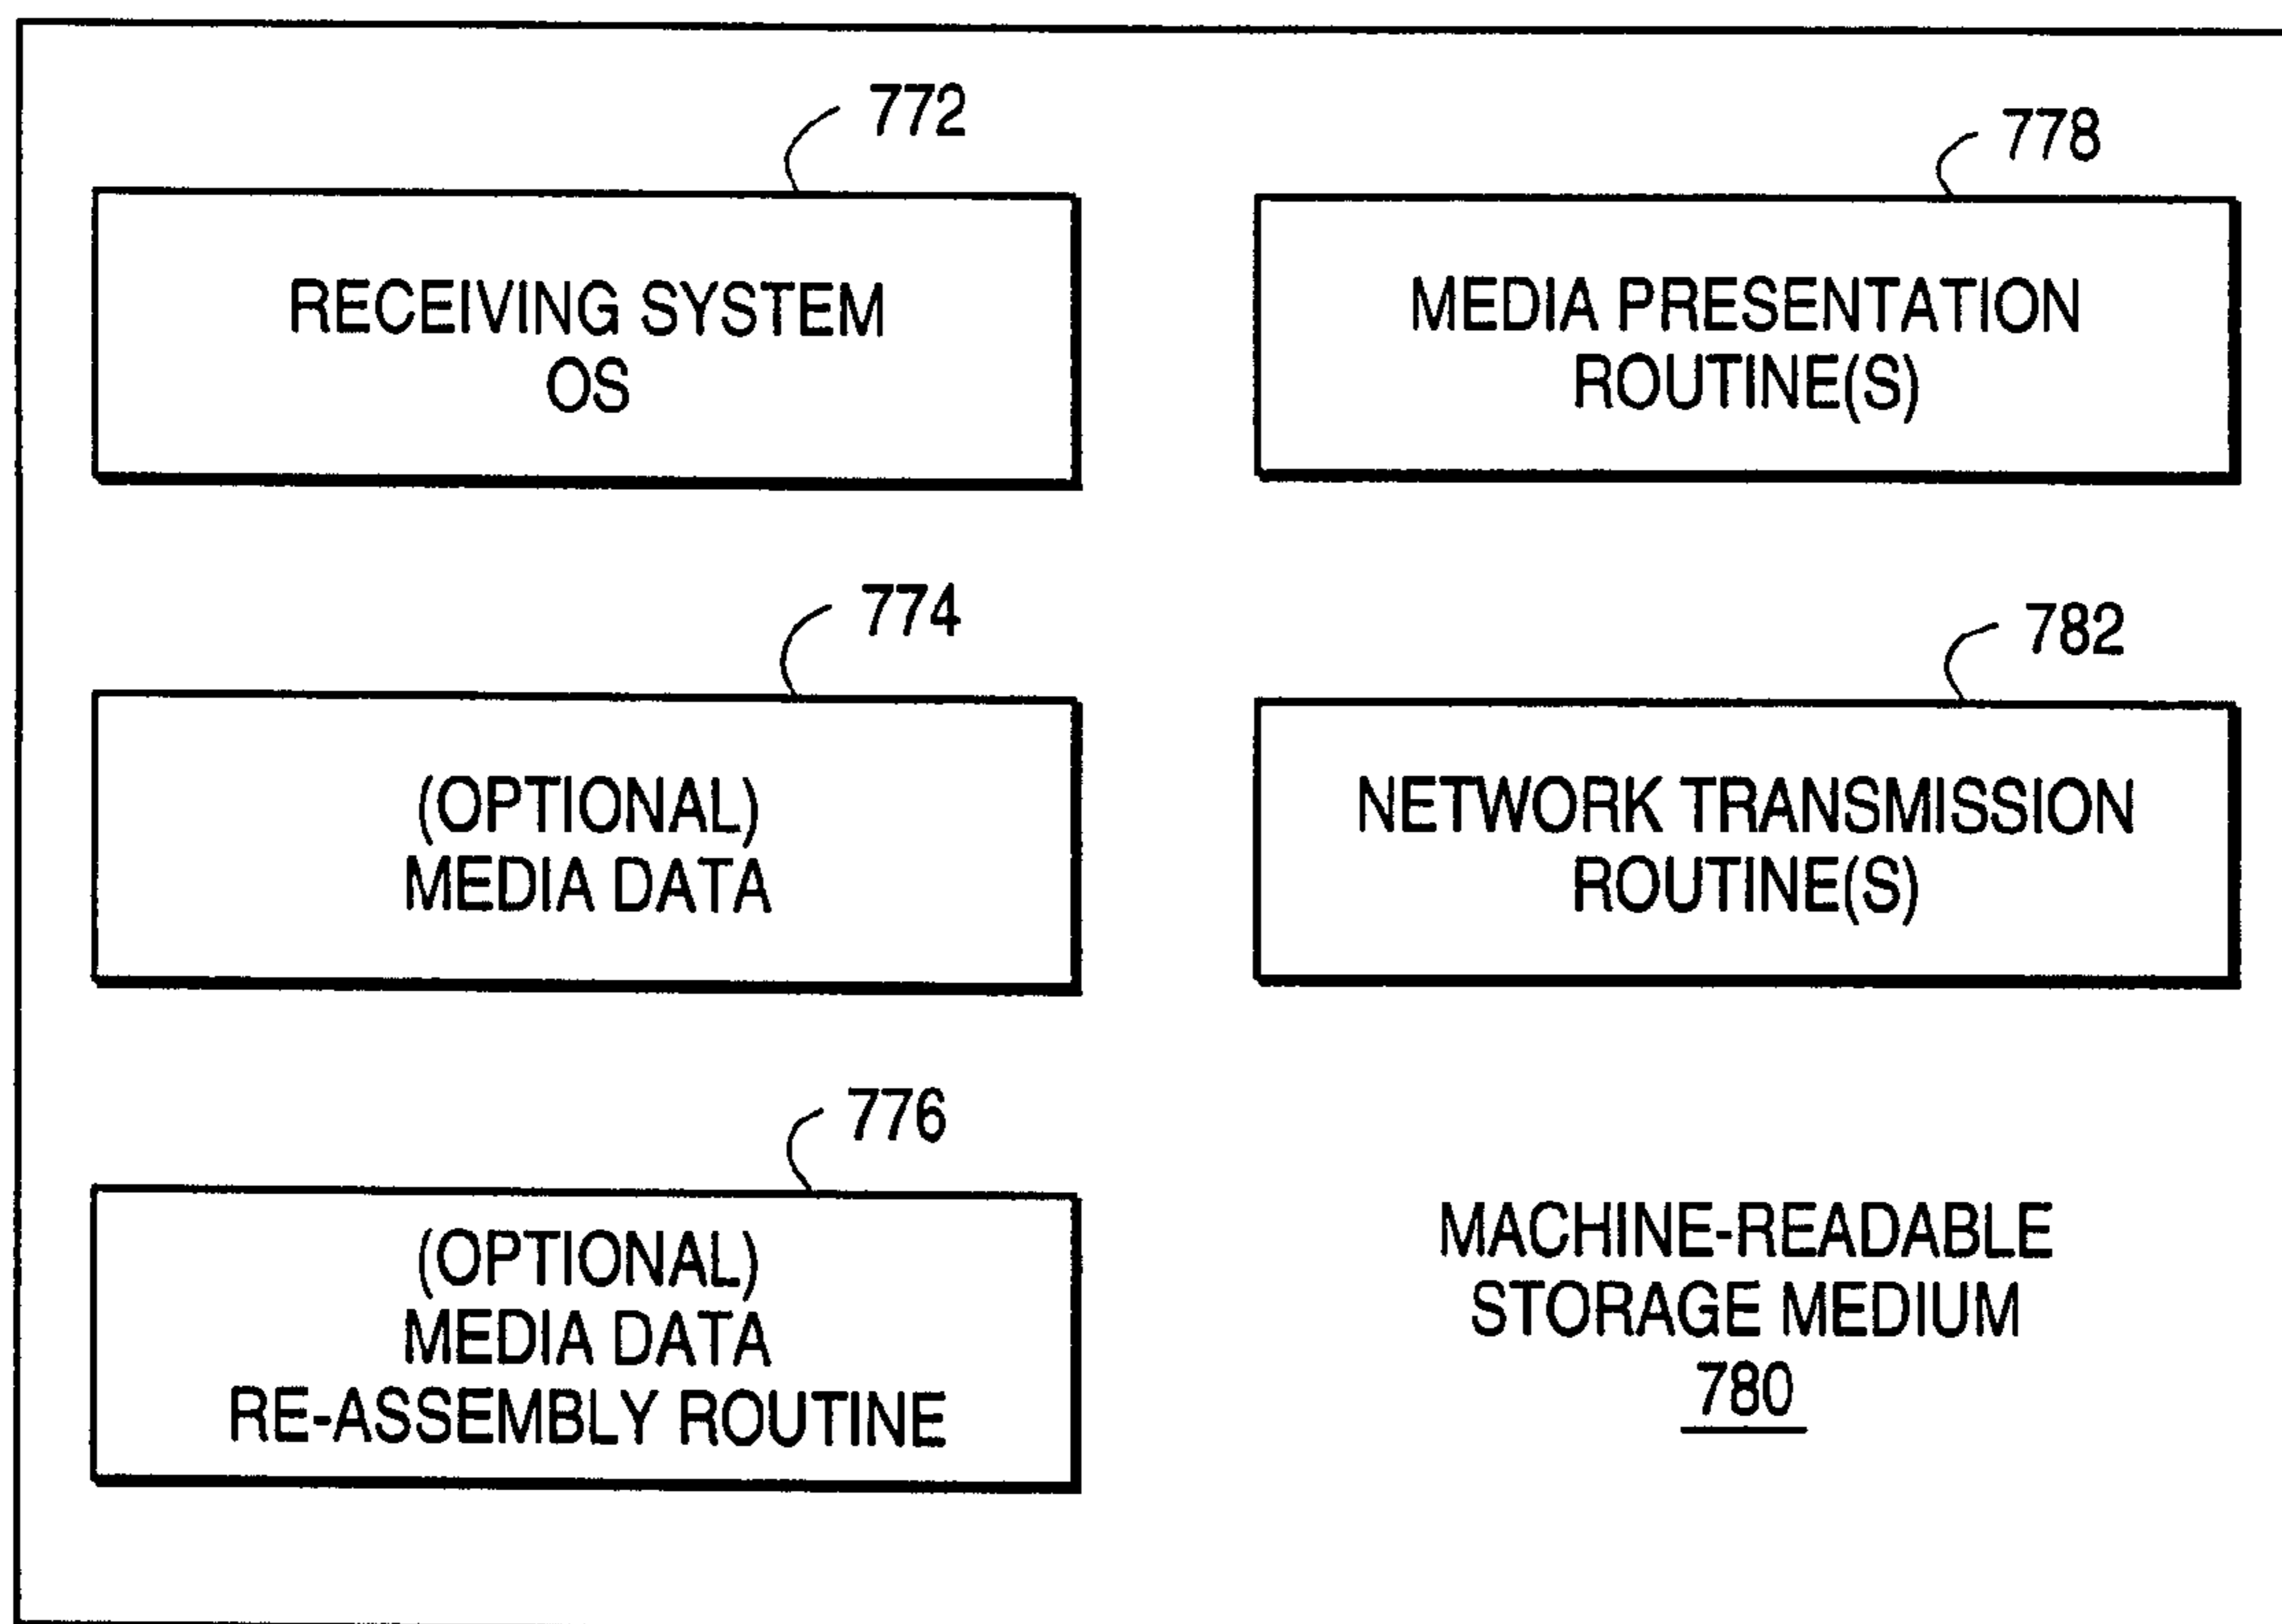 772
RECEIVING SYSTEM
OS
778
MEDIA PRESENTATION
ROUTINE(S)
774
(OPTIONAL)
MEDIA DATA
782
NETWORK TRANSMISSION
ROUTINE(S)
776
(OPTIONAL)
MEDIA DATA
RE-ASSEMBLY ROUTINE
MACHINE-READABLE
STORAGE MEDIUM
780